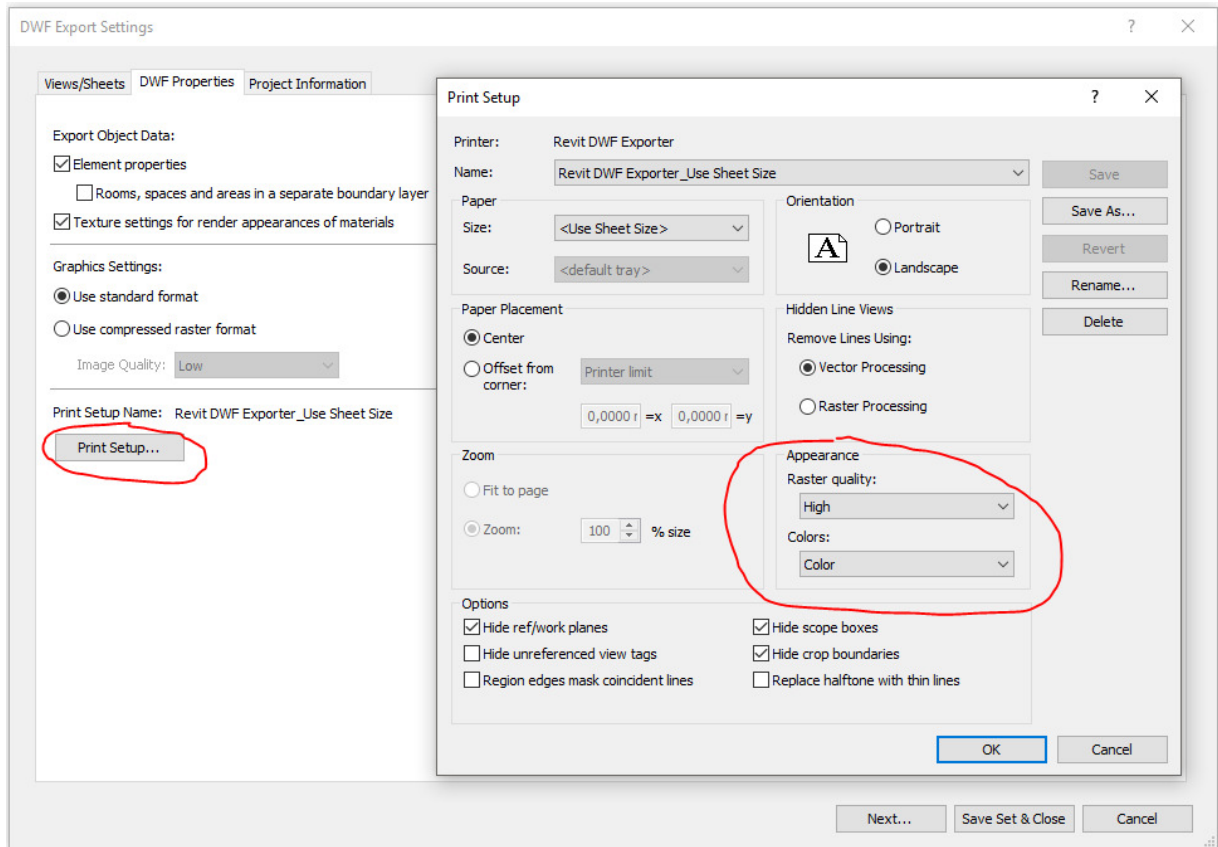 DWF Export Settings
Views/Sheets DWF Properties Project Information
Export Object Data:
Element properties
Rooms, spaces and areas in a separate boundary layer
Texture settings for render appearances of materials
Graphics Settings:
Use standard format
Use compressed raster format
Image Quality: Low
Print Setup Name: Revit DWF Exporter_Use Sheet Size
Print Setup...
Print Setup
Printer: Revit DWF Exporter
Name: Revit DWF Exporter_Use Sheet Size
Save
Save As...
Revert
Rename...
Delete
Paper
Size: <Use Sheet Size>
Source: <default tray>
Orientation
A
Portrait
Landscape
Paper Placement
Center
Offset from
corner:
Printer limit
0,0000 r =x 0,0000 r =y
Hidden Line Views
Remove Lines Using:
Vector Processing
Raster Processing
Zoom
Fit to page
Zoom: 100 % size
Appearance
Raster quality:
High
Colors:
Color
Options
Hide ref/work planes
Hide unreferenced view tags
Region edges mask coincident lines
Hide scope boxes
Hide crop boundaries
Replace halftone with thin lines
OK Cancel
Next... Save Set & Close Cancel